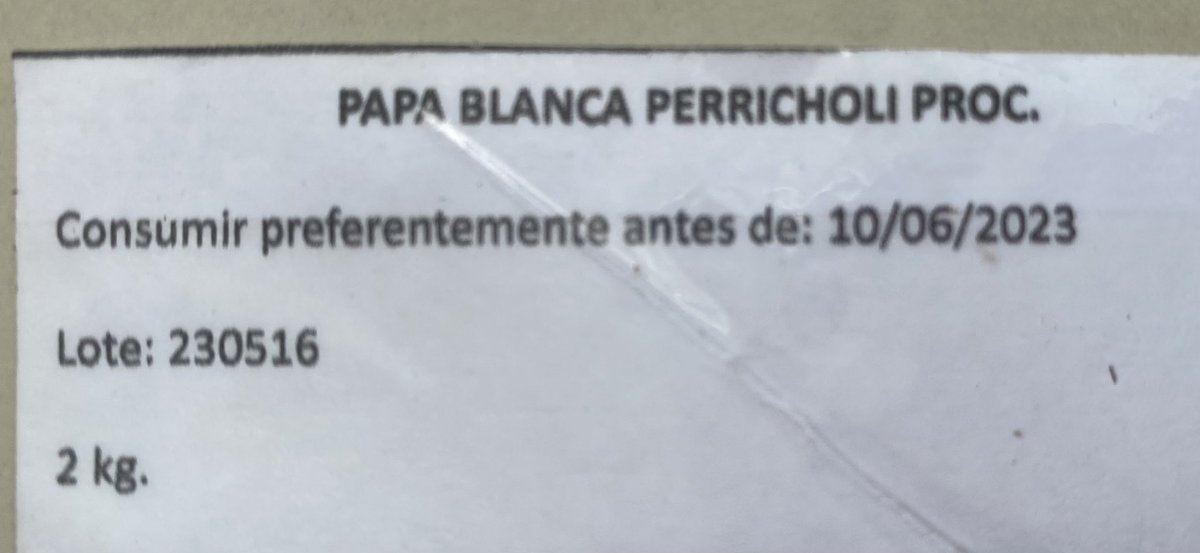 PAPA BLANCA PERRICHOLI PROC.
Consumir preferentemente antes de: 10/06/2023
Lote: 230516
2 kg.